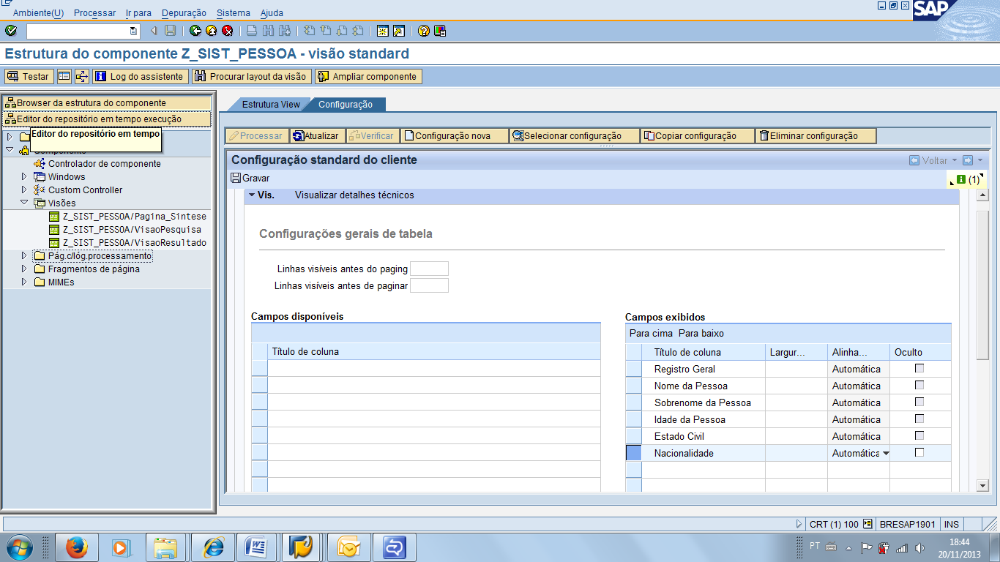 Ambiente(U) Processar Ir para Depuração Sistema Ajuda
SAP
Estrutura do componente Z_SIST_PESSOA - visão standard
Testar Log do assistente Procurar layout da visão Ampliar componente
Browser da estrutura do componente
Editor do repositório em tempo execução
Editor do repositório em tempo
Controlador de componente
Windows
Custom Controller
Visões
Z_SIST_PESSOA/Pagina_Sintese
Z_SIST_PESSOA/VisaoPesquisa
Z_SIST_PESSOA/VisaoResultado
Pág.c/lóg.processamento
Fragmentos de página
MIMEs
Estrutura View Configuração
Processar Atualizar Verificar Configuração nova Selecionar configuração Copiar configuração Eliminar configuração
Configuração standard do cliente Voltar
Gravar (1)
Vis. Visualizar detalhes técnicos
Configurações gerais de tabela
Linhas visíveis antes do paging
Linhas visíveis antes de paginar
Campos disponíveis
Título de coluna
Campos exibidos
Para cima Para baixo
Título de coluna Largur... Alinha... Oculto
Registro Geral Automática
Nome da Pessoa Automática
Sobrenome da Pessoa Automática
Idade da Pessoa Automática
Estado Civil Automática
Nacionalidade Automática
CRT (1) 100 BRESAP1901 INS
PT 18:44
20/11/2013